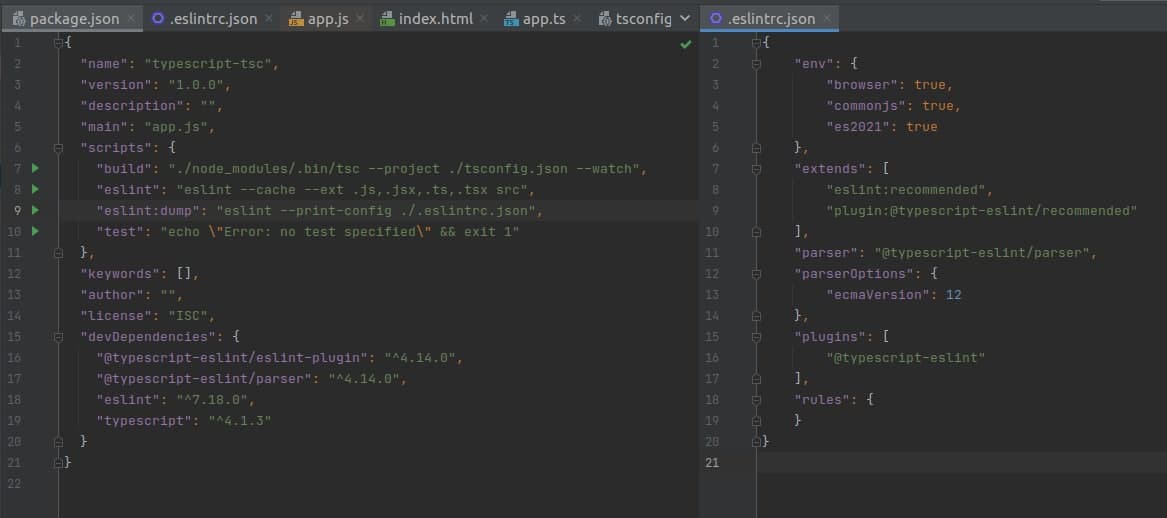 package.json .eslintrc.json app.js index.html app.ts tsconfig
1 {
2 "name": "typescript-tsc",
3 "version": "1.0.0",
4 "description": "",
5 "main": "app.js",
6 "scripts": {
7 "build": "./node_modules/.bin/tsc --project ./tsconfig.json --watch",
8 "eslint": "eslint --cache --ext .js,.jsx,.ts,.tsx src",
9 "eslint:dump": "eslint --print-config ./.eslintrc.json",
10 "test": "echo \"Error: no test specified\" && exit 1"
11 },
12 "keywords": [],
13 "author": "",
14 "license": "ISC",
15 "devDependencies": {
16 "@typescript-eslint/eslint-plugin": "^4.14.0",
17 "@typescript-eslint/parser": "^4.14.0",
18 "eslint": "^7.18.0",
19 "typescript": "^4.1.3"
20 }
21 }
22
.eslintrc.json
1 {
2 "env": {
3 "browser": true,
4 "commonjs": true,
5 "es2021": true
6 },
7 "extends": [
8 "eslint:recommended",
9 "plugin:@typescript-eslint/recommended"
10 ],
11 "parser": "@typescript-eslint/parser",
12 "parserOptions": {
13 "ecmaVersion": 12
14 },
15 "plugins": [
16 "@typescript-eslint"
17 ],
18 "rules": {
19 }
20 }
21